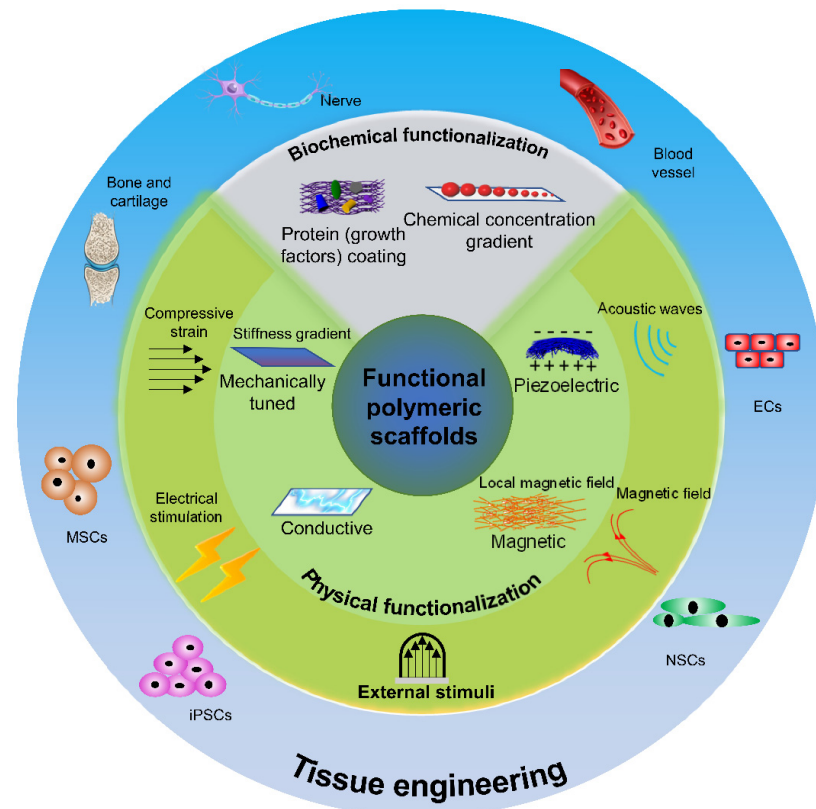 Nerve
Blood
vessel
Biochemical functionalization
Bone and
cartilage
Protein (growth
factors) coating
Chemical concentration
gradient
Compressive
strain
Stiffness gradient
Mechanically
tuned
Functional
polymeric
scaffolds
- - - - - -
+++++
Piezoelectric
Acoustic waves
ECs
MSCs
Electrical
stimulation
Conductive
Local magnetic field
Magnetic
Magnetic field
Physical functionalization
NSCs
iPSCs
External stimuli
Tissue engineering